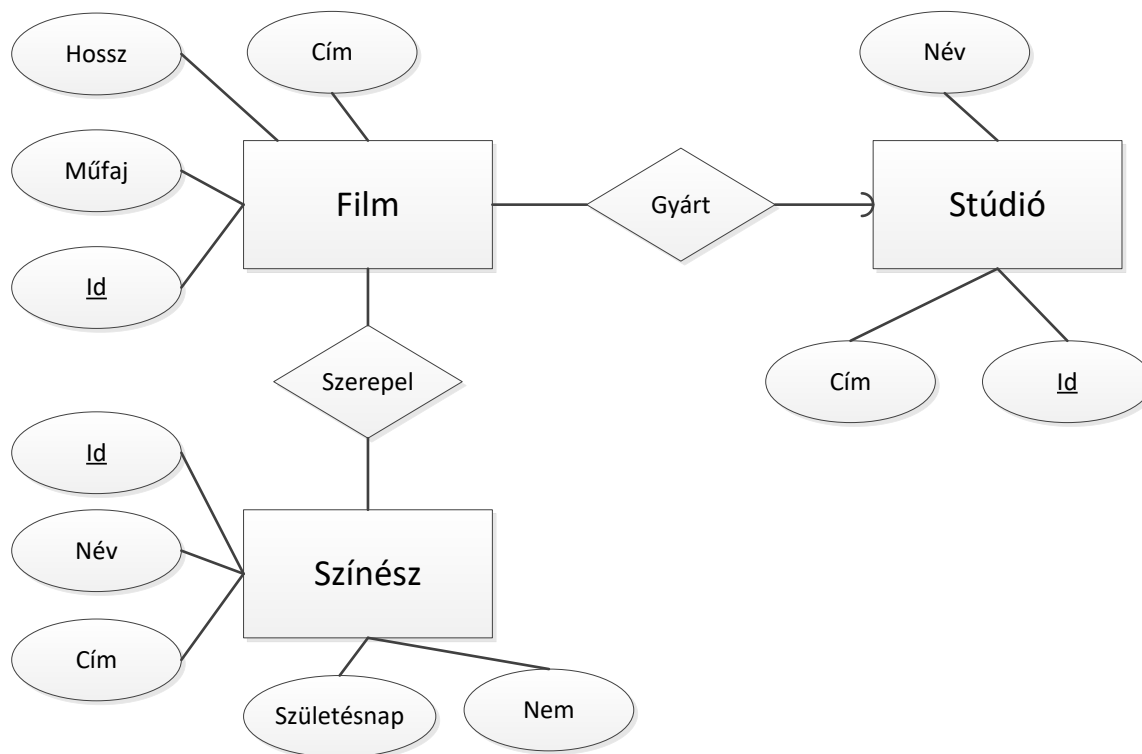 Hossz
Cím
Név
Műfaj
Film
Gyárt
Stúdió
Id
Szerepel
Cím
Id
Id
Név
Színész
Cím
Születésnap
Nem